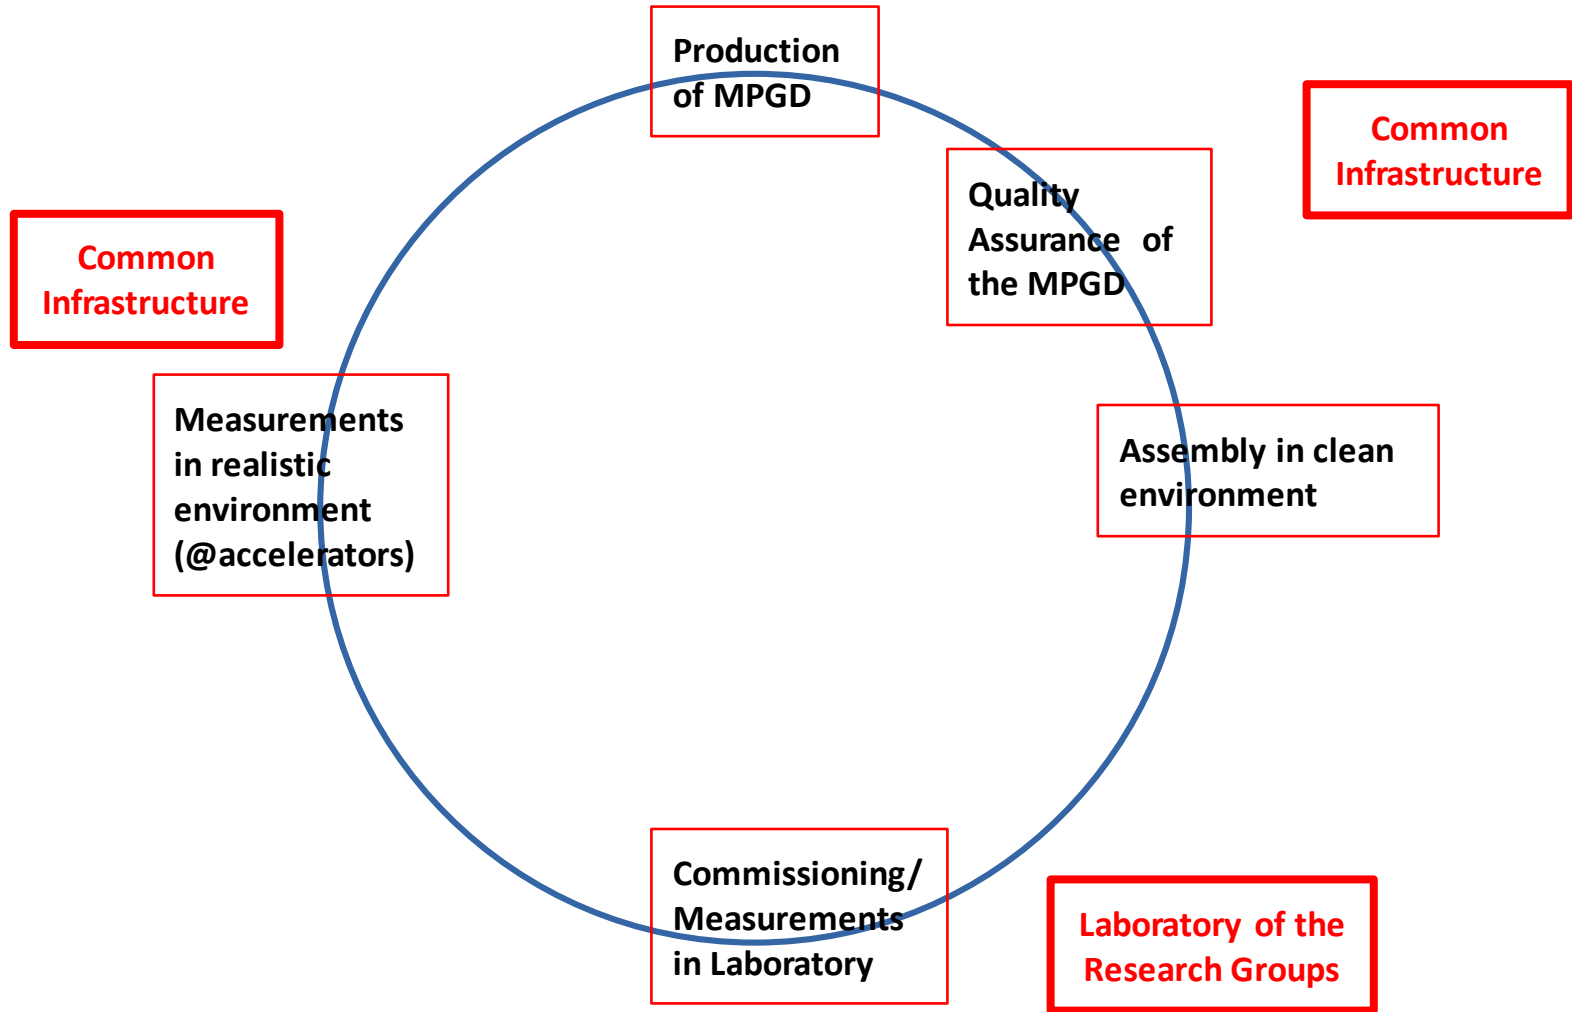 Production
of MPGD
Common
Infrastructure
Quality
Assurance of
the MPGD
Common
Infrastructure
Measurements
in realistic
environment
(@accelerators)
Assembly in clean
environment
Commissioning/
Measurements
in Laboratory
Laboratory of the
Research Groups